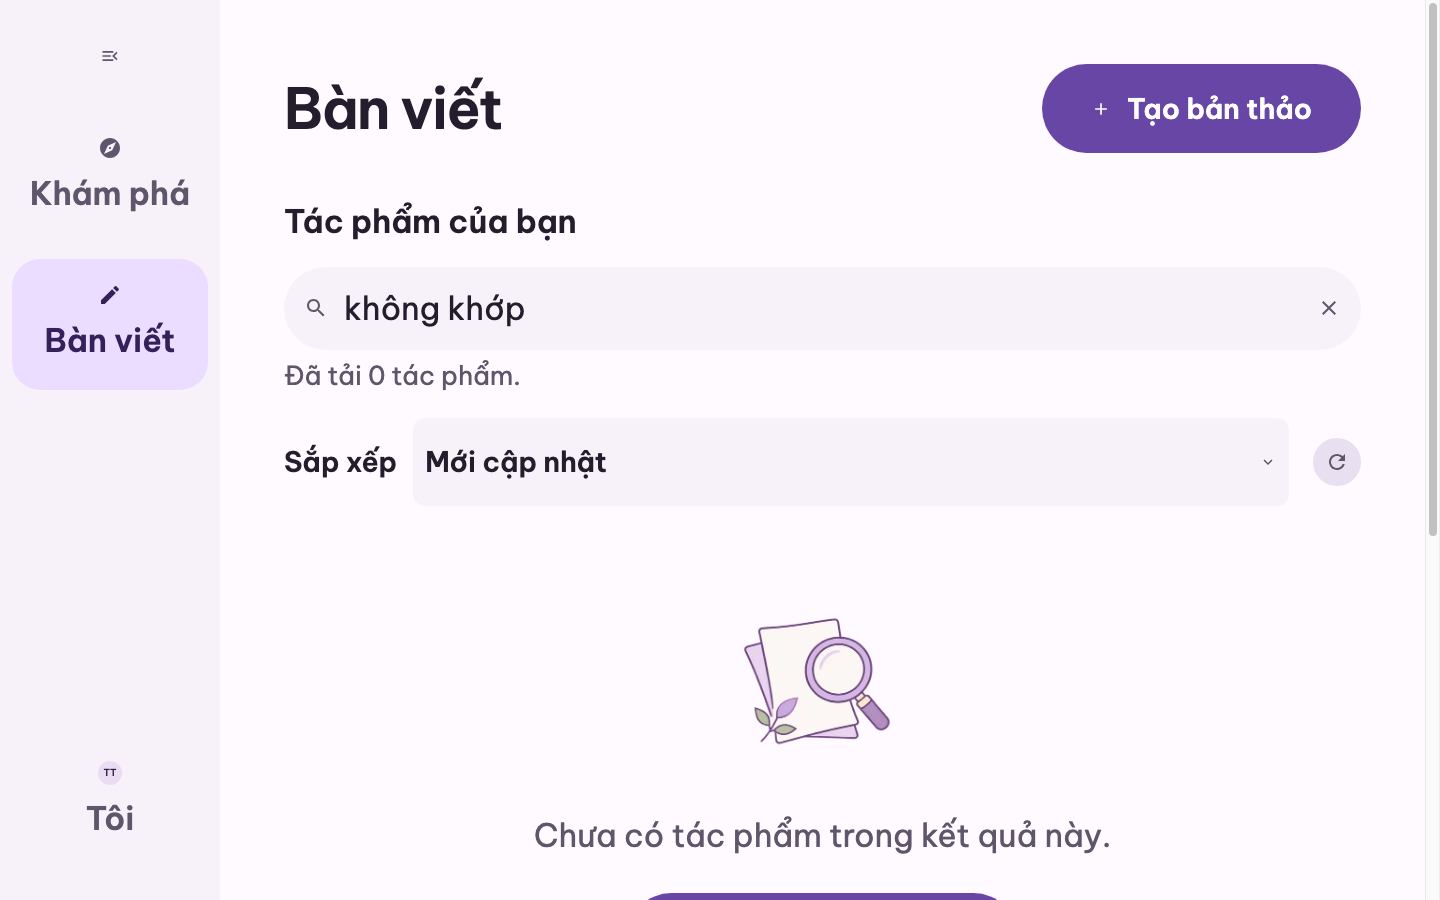 Khám phá
Bàn viết
TT
Tôi
Bàn viết
+ Tạo bản thảo
Tác phẩm của bạn
không khớp
Đã tải 0 tác phẩm.
Sắp xếp
Mới cập nhật
Chưa có tác phẩm trong kết quả này.